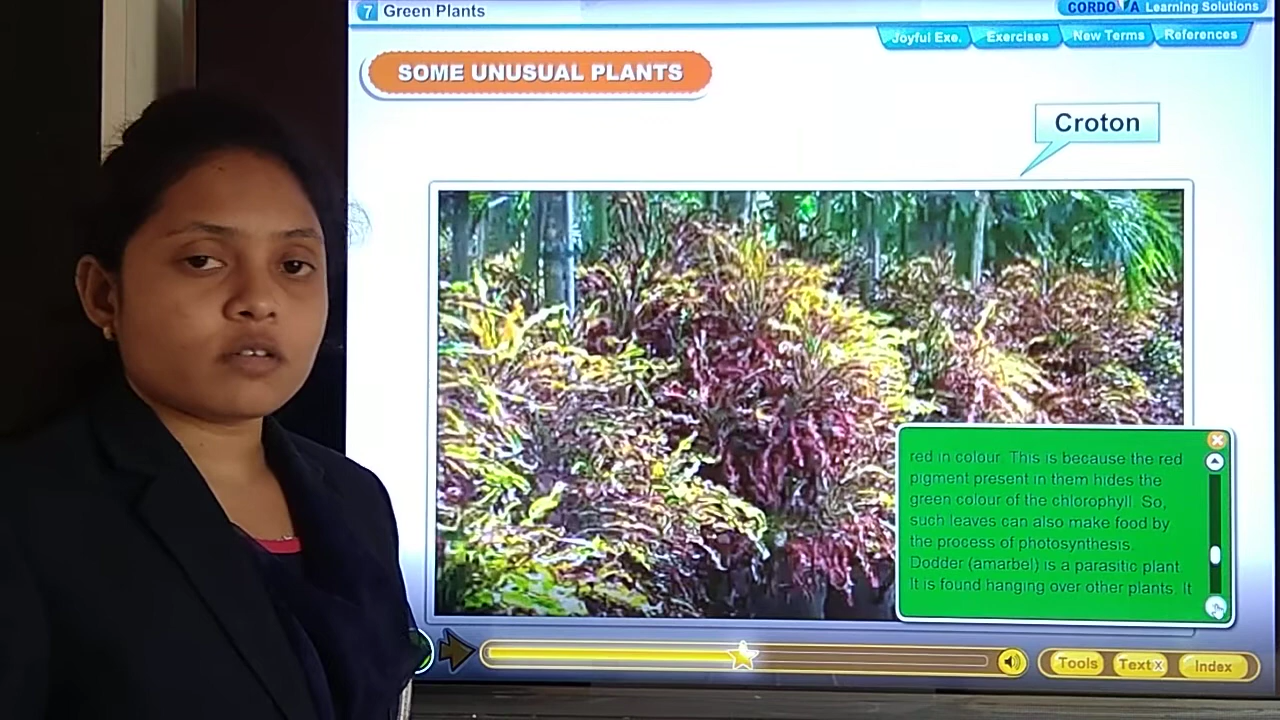 7 Green Plants
CORDOVA Learning Solutions
Joyful Exe. Exercises New Terms References
SOME UNUSUAL PLANTS
Croton
red in colour. This is because the red
pigment present in them hides the
green colour of the chlorophyll. So,
such leaves can also make food by
the process of photosynthesis.
Dodder (amarbel) is a parasitic plant.
It is found hanging over other plants. It
Tools Text x Index